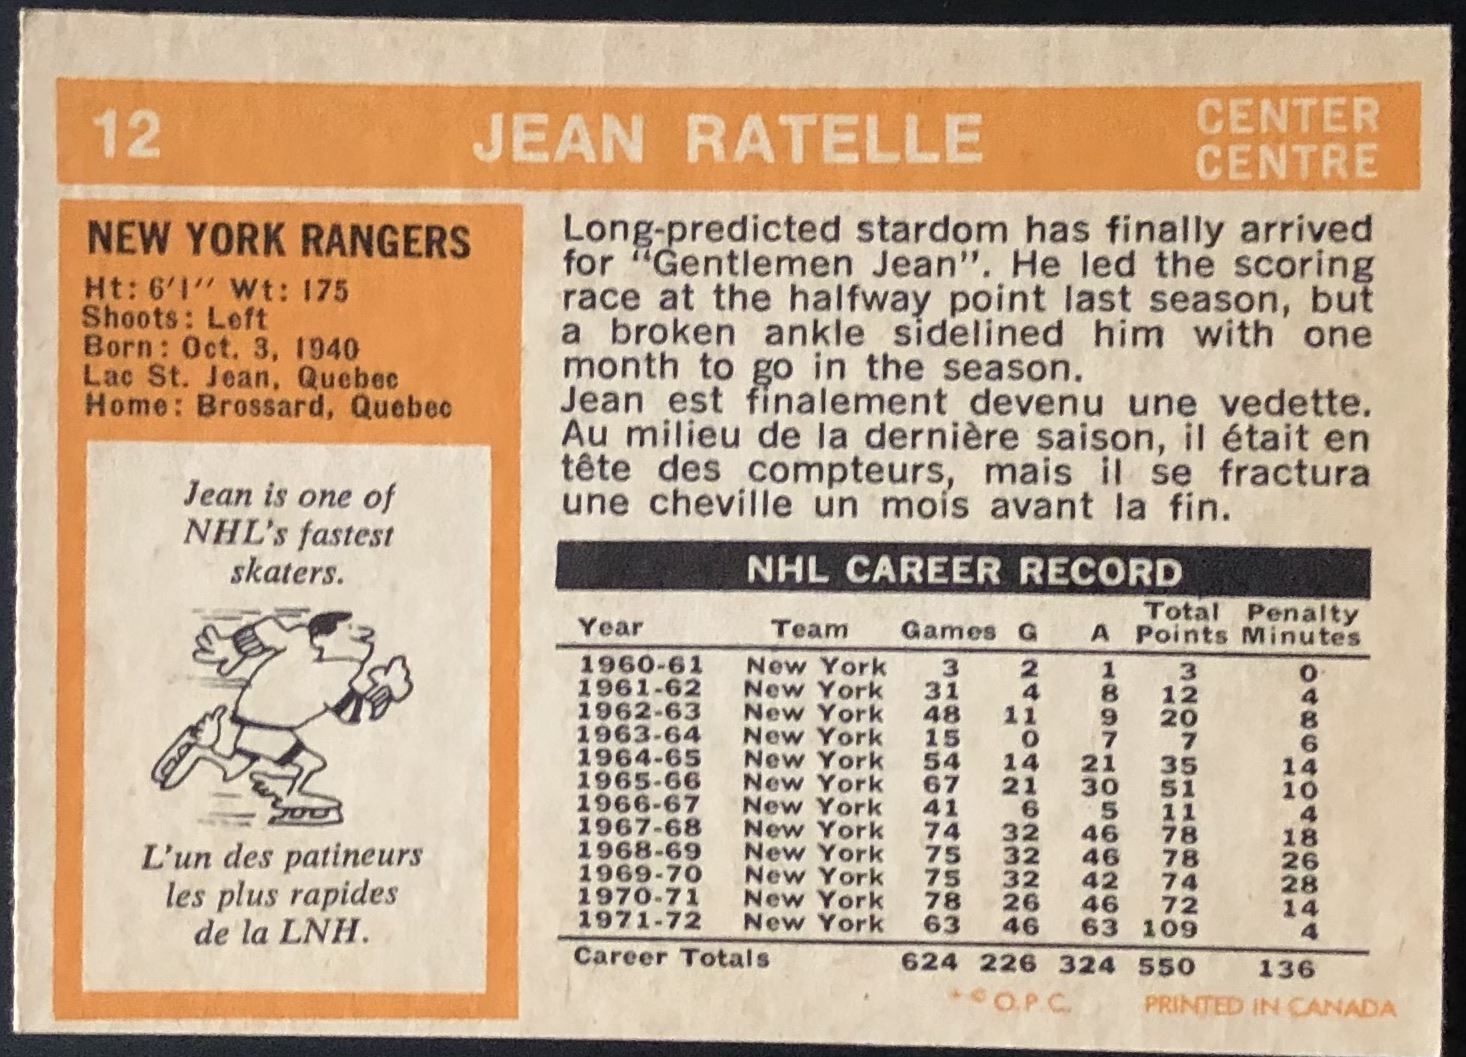 12 JEAN RATELLE CENTER
CENTRE
NEW YORK RANGERS
Ht: 6'1" Wt: 175
Shoots: Left
Born: Oct. 3, 1940
Lac St. Jean, Quebec
Home: Brossard, Quebec
Jean is one of
NHL's fastest
skaters.
L'un des patineurs
les plus rapides
de la LNH.
Long-predicted stardom has finally arrived
for "Gentlemen Jean". He led the scoring
race at the halfway point last season, but
a broken ankle sidelined him with one
month to go in the season.
Jean est finalement devenu une vedette.
Au milieu de la dernière saison, il était en
tête des compteurs, mais il se fractura
une cheville un mois avant la fin.
NHL CAREER RECORD
Year Team Games G A Total Points Penalty Minutes
1960-61 New York 3 2 1 3 0
1961-62 New York 31 4 8 12 4
1962-63 New York 48 11 9 20 8
1963-64 New York 15 0 7 7 6
1964-65 New York 54 14 21 35 14
1965-66 New York 67 21 30 51 10
1966-67 New York 41 6 5 11 4
1967-68 New York 74 32 46 78 18
1968-69 New York 75 32 46 78 26
1969-70 New York 75 32 42 74 28
1970-71 New York 78 26 46 72 14
1971-72 New York 63 46 63 109 4
Career Totals 624 226 324 550 136
* © O.P.C. PRINTED IN CANADA